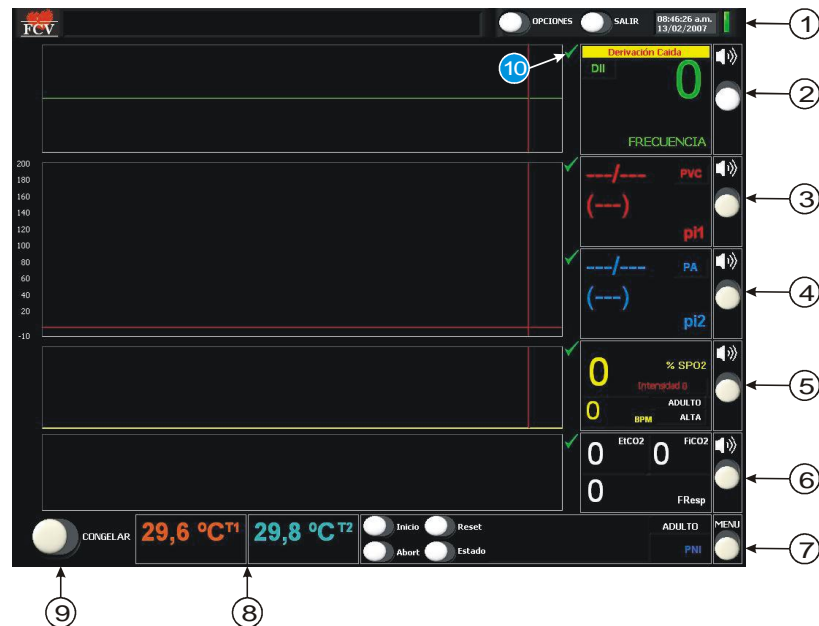 FCV
OPCIONES
SALIR
08:46:26 a.m.
13/02/2007
1
10
Derivación Caida
DII
0
FRECUENCIA
2
200
180
160
140
120
100
80
60
40
20
-10
---/---
PVC
(---)
pi1
3
---/---
PA
(---)
pi2
4
0
% SPO2
Intensidad 0
0
BPM
ADULTO
ALTA
5
0
EtCO2
0
FiCO2
0
FResp
6
CONGELAR
29,6 ºC T1
29,8 ºC T2
Inicio
Reset
Abort
Estado
ADULTO
PNI
MENU
7
9
8